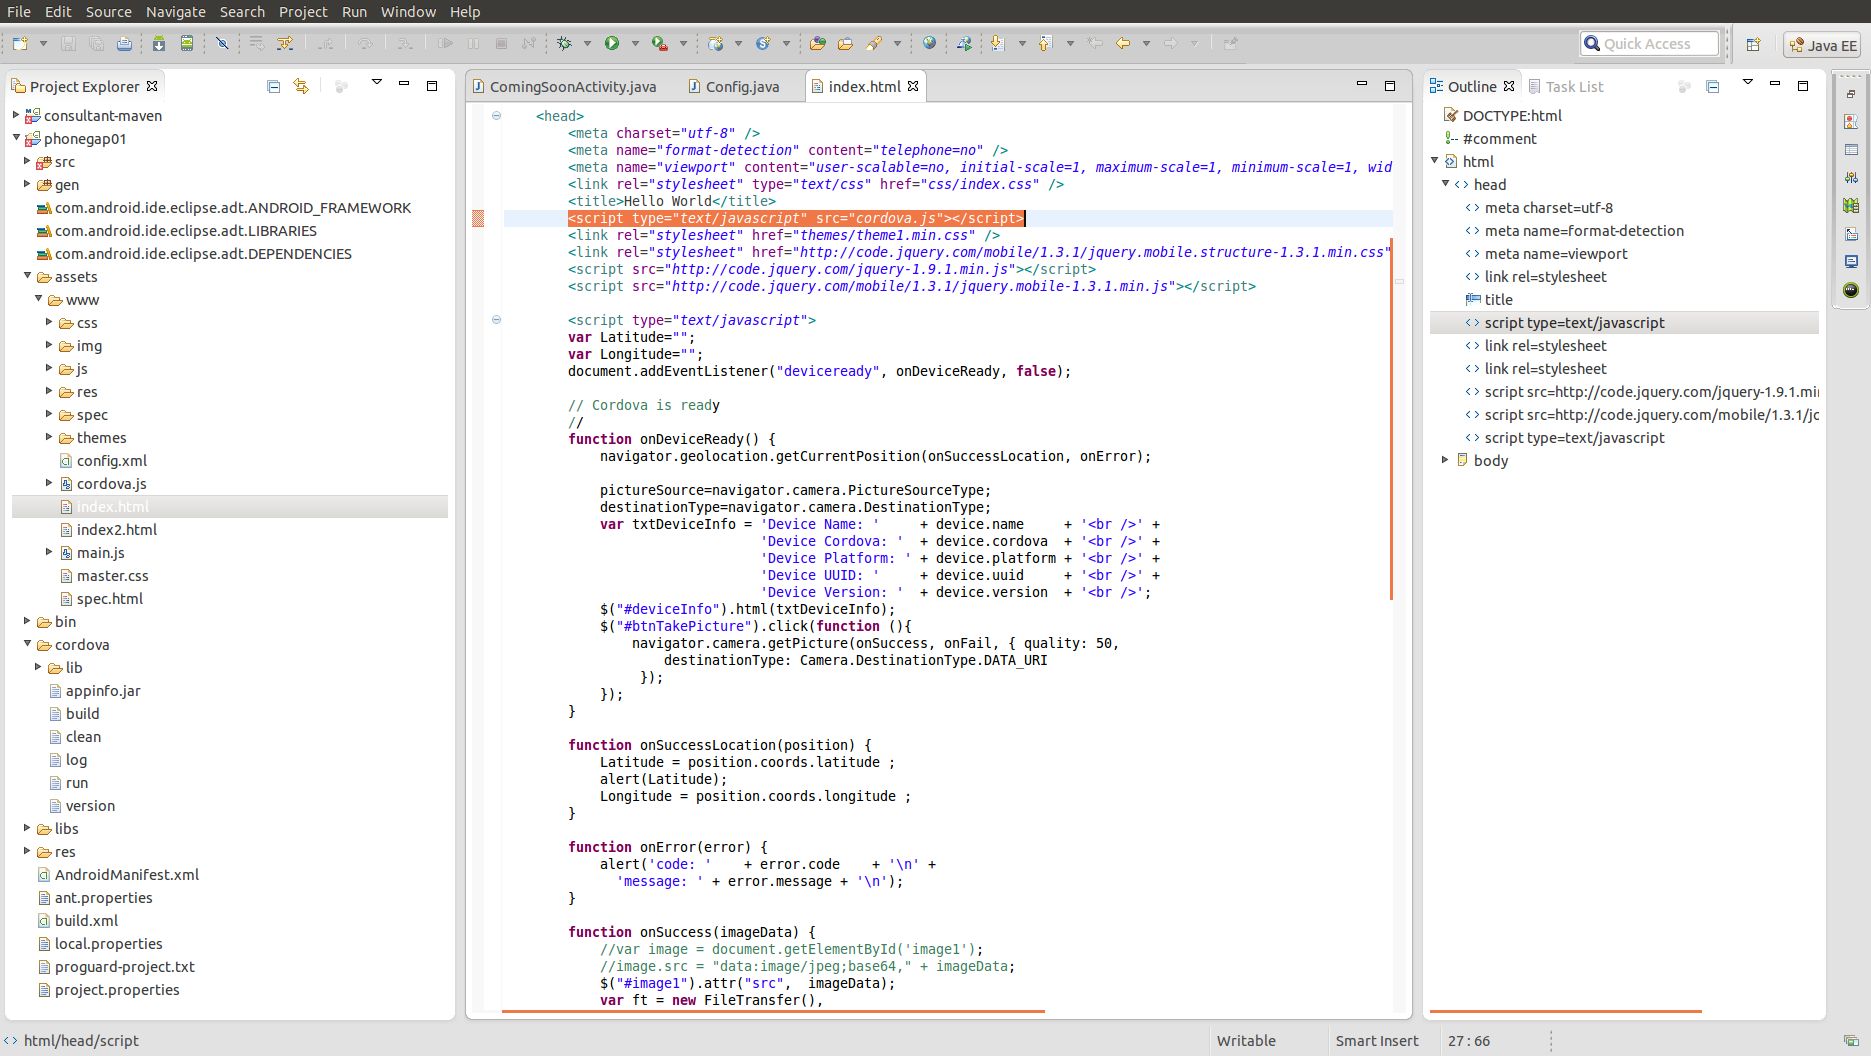 File Edit Source Navigate Search Project Run Window Help
Quick Access
Java EE
Project Explorer
consultant-maven
phonegap01
src
gen
com.android.ide.eclipse.adt.ANDROID_FRAMEWORK
com.android.ide.eclipse.adt.LIBRARIES
com.android.ide.eclipse.adt.DEPENDENCIES
assets
www
css
img
js
res
spec
themes
config.xml
cordova.js
index.html
index2.html
main.js
master.css
spec.html
bin
cordova
lib
appinfo.jar
build
clean
log
run
version
libs
res
AndroidManifest.xml
ant.properties
build.xml
local.properties
proguard-project.txt
project.properties
ComingSoonActivity.java Config.java index.html
<head>
<meta charset="utf-8" />
<meta name="format-detection" content="telephone=no" />
<meta name="viewport" content="user-scalable=no, initial-scale=1, maximum-scale=1, minimum-scale=1, wid
<link rel="stylesheet" type="text/css" href="css/index.css" />
<title>Hello World</title>
<script type="text/javascript" src="cordova.js"></script>
<link rel="stylesheet" href="themes/theme1.min.css" />
<link rel="stylesheet" href="http://code.jquery.com/mobile/1.3.1/jquery.mobile.structure-1.3.1.min.css"
<script src="http://code.jquery.com/jquery-1.9.1.min.js"></script>
<script src="http://code.jquery.com/mobile/1.3.1/jquery.mobile-1.3.1.min.js"></script>
<script type="text/javascript">
var Latitude="";
var Longitude="";
document.addEventListener("deviceready", onDeviceReady, false);
// Cordova is ready
//
function onDeviceReady() {
navigator.geolocation.getCurrentPosition(onSuccessLocation, onError);
pictureSource=navigator.camera.PictureSourceType;
destinationType=navigator.camera.DestinationType;
var txtDeviceInfo = 'Device Name: ' + device.name + '<br />' +
'Device Cordova: ' + device.cordova + '<br />' +
'Device Platform: ' + device.platform + '<br />' +
'Device UUID: ' + device.uuid + '<br />' +
'Device Version: ' + device.version + '<br />';
$("#deviceInfo").html(txtDeviceInfo);
$("#btnTakePicture").click(function (){
navigator.camera.getPicture(onSuccess, onFail, { quality: 50,
destinationType: Camera.DestinationType.DATA_URI
});
});
}
function onSuccessLocation(position) {
Latitude = position.coords.latitude ;
alert(Latitude);
Longitude = position.coords.longitude ;
}
function onError(error) {
alert('code: ' + error.code + '\n' +
'message: ' + error.message + '\n');
}
function onSuccess(imageData) {
//var image = document.getElementById('image1');
//image.src = "data:image/jpeg;base64," + imageData;
$("#image1").attr("src", imageData);
var ft = new FileTransfer(),
Outline Task List
DOCTYPE:html
#comment
html
head
meta charset=utf-8
meta name=format-detection
meta name=viewport
link rel=stylesheet
title
script type=text/javascript
link rel=stylesheet
link rel=stylesheet
script src=http://code.jquery.com/jquery-1.9.1.mi
script src=http://code.jquery.com/mobile/1.3.1/jc
script type=text/javascript
body
html/head/script
Writable
Smart Insert
27 : 66